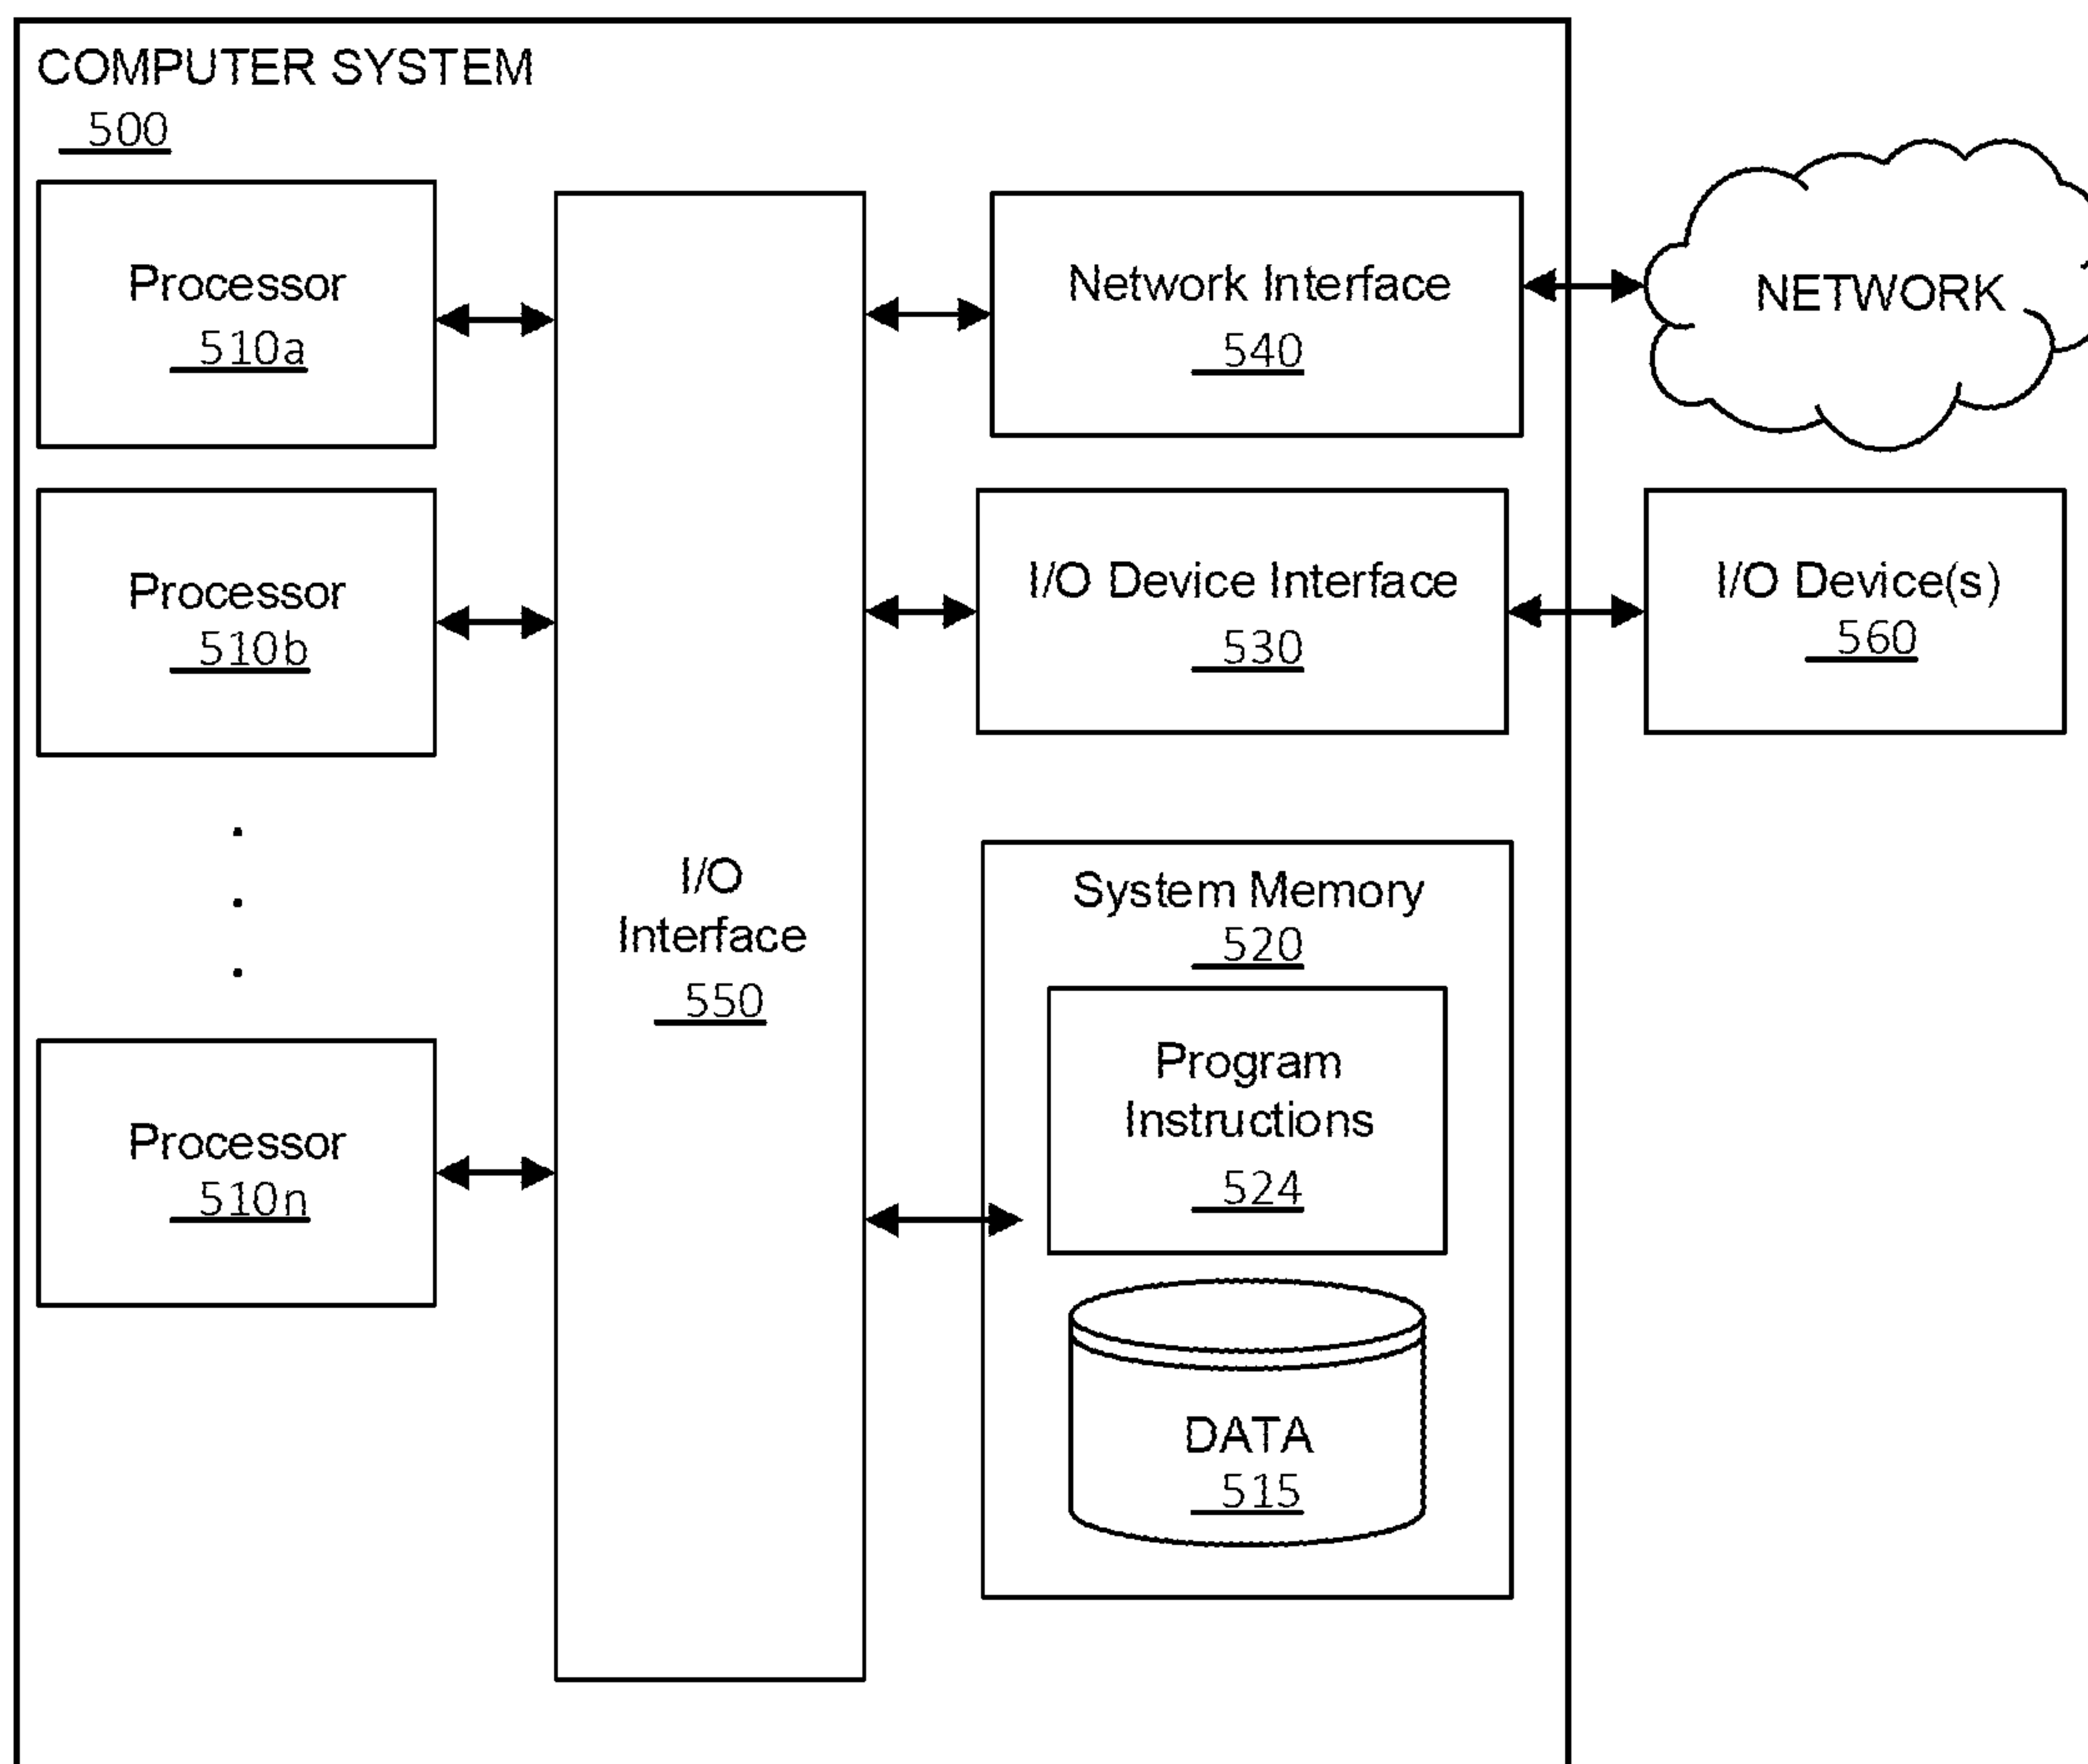 COMPUTER SYSTEM
500
Processor
510a
Processor
510b
Processor
510n
I/O
Interface
550
Network Interface
540
I/O Device Interface
530
System Memory
520
Program
Instructions
524
DATA
515
NETWORK
I/O Device(s)
560